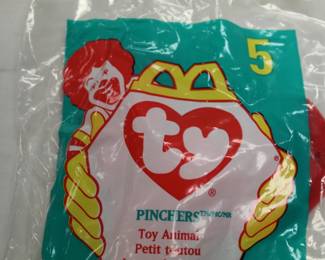 5
ty
®
PINCHERS
Toy Animal
Petit toutou